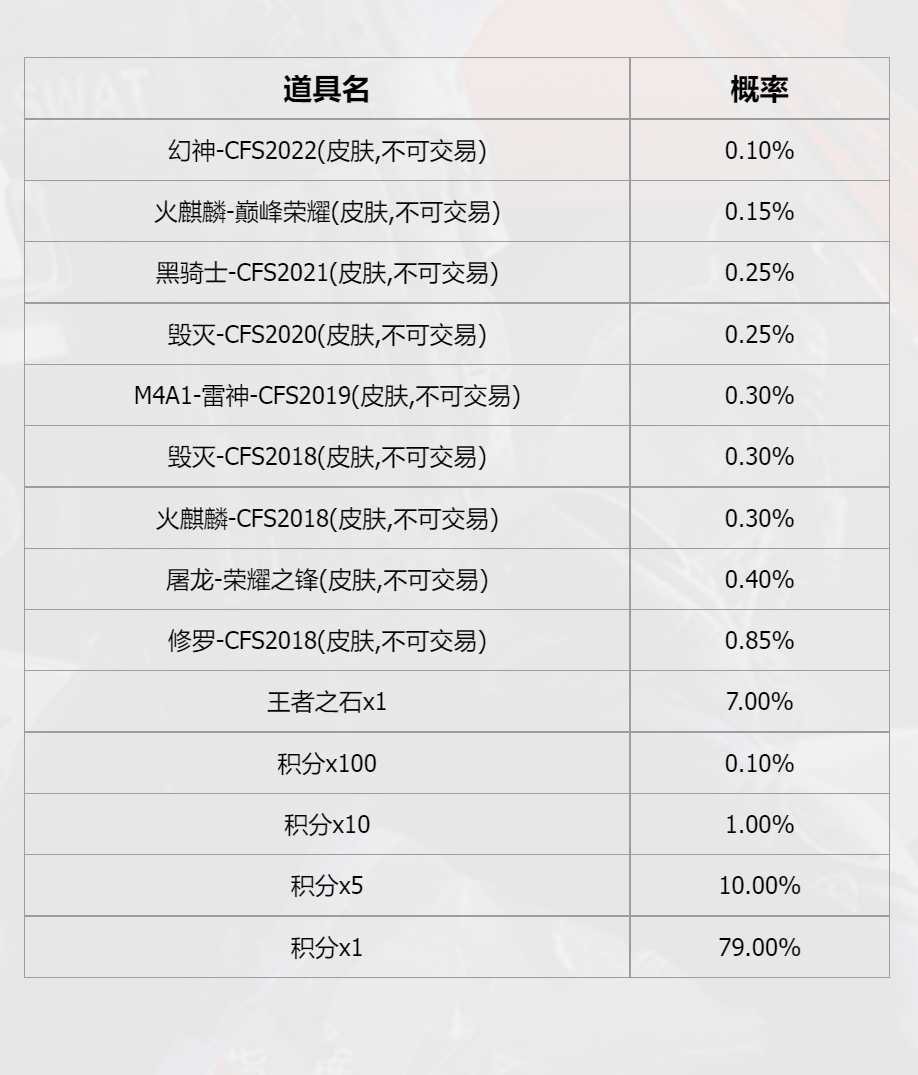 道具名 概率
幻神-CFS2022(皮肤,不可交易) 0.10%
火麒麟-巅峰荣耀(皮肤,不可交易) 0.15%
黑骑士-CFS2021(皮肤,不可交易) 0.25%
毁灭-CFS2020(皮肤,不可交易) 0.25%
M4A1-雷神-CFS2019(皮肤,不可交易) 0.30%
毁灭-CFS2018(皮肤,不可交易) 0.30%
火麒麟-CFS2018(皮肤,不可交易) 0.30%
屠龙-荣耀之锋(皮肤,不可交易) 0.40%
修罗-CFS2018(皮肤,不可交易) 0.85%
王者之石x1 7.00%
积分x100 0.10%
积分x10 1.00%
积分x5 10.00%
积分x1 79.00%